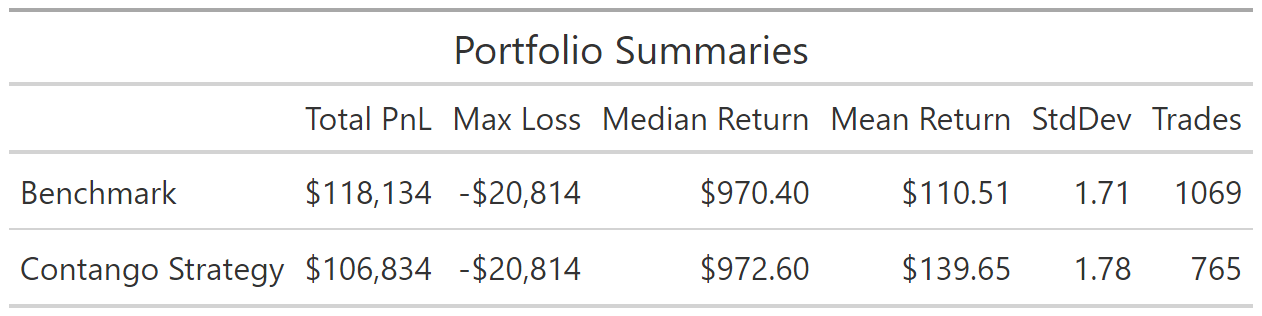 Portfolio Summaries
Total PnL Max Loss Median Return Mean Return StdDev Trades
Benchmark $118,134 -$20,814 $970.40 $110.51 1.71 1069
Contango Strategy $106,834 -$20,814 $972.60 $139.65 1.78 765